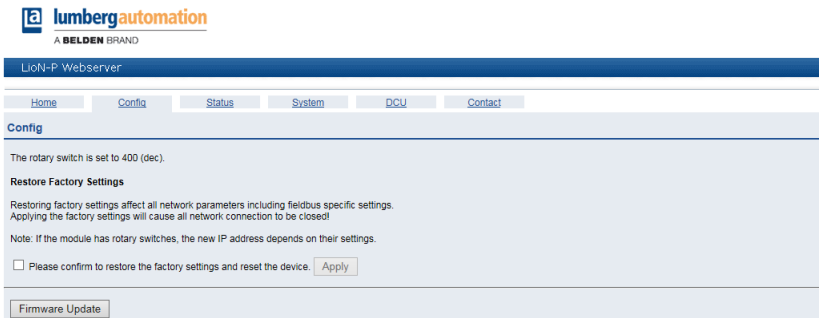 la lumbergautomation
A BELDEN BRAND
LioN-P Webserver
Home Config Status System DCU Contact
Config
The rotary switch is set to 400 (dec).
Restore Factory Settings
Restoring factory settings affect all network parameters including fieldbus specific settings.
Applying the factory settings will cause all network connection to be closed!
Note: If the module has rotary switches, the new IP address depends on their settings.
Please confirm to restore the factory settings and reset the device. Apply
Firmware Update